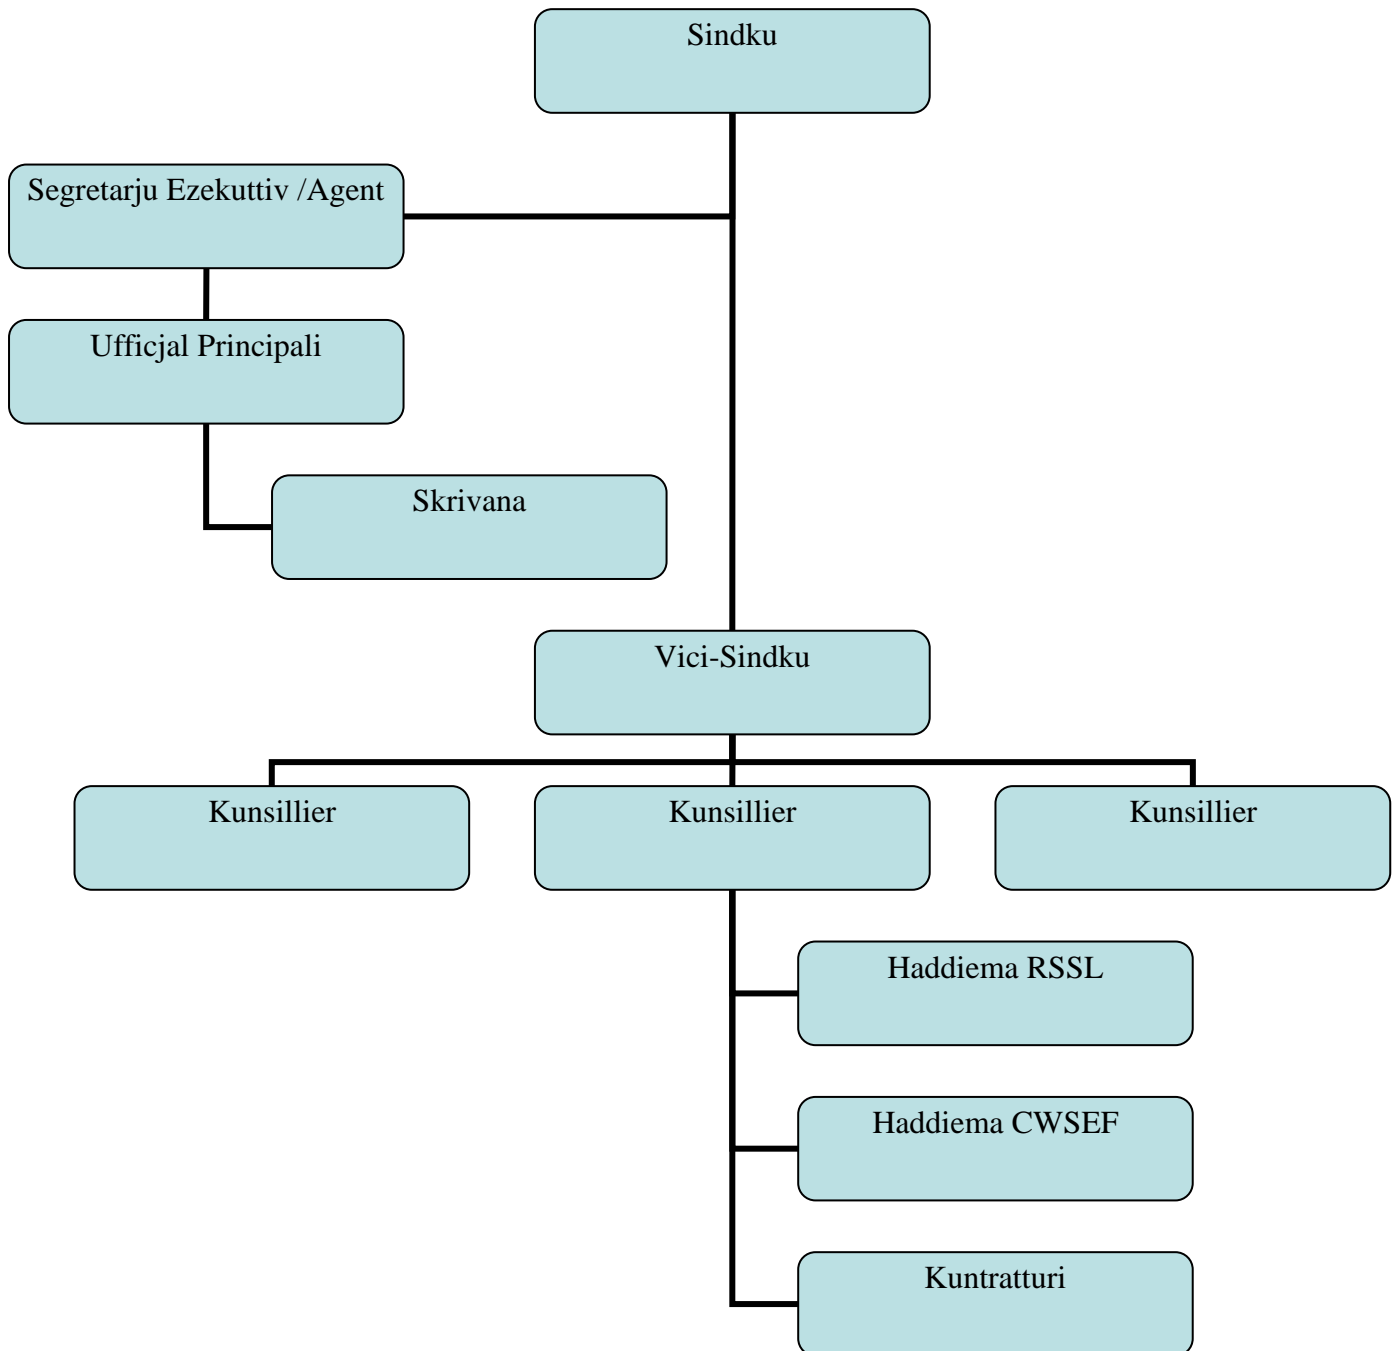 Sindku
Segretarju Ezekuttiv /Agent
Ufficjal Principali
Skrivana
Vici-Sindku
Kunsillier
Kunsillier
Kunsillier
Haddiema RSSL
Haddiema CWSEF
Kuntratturi